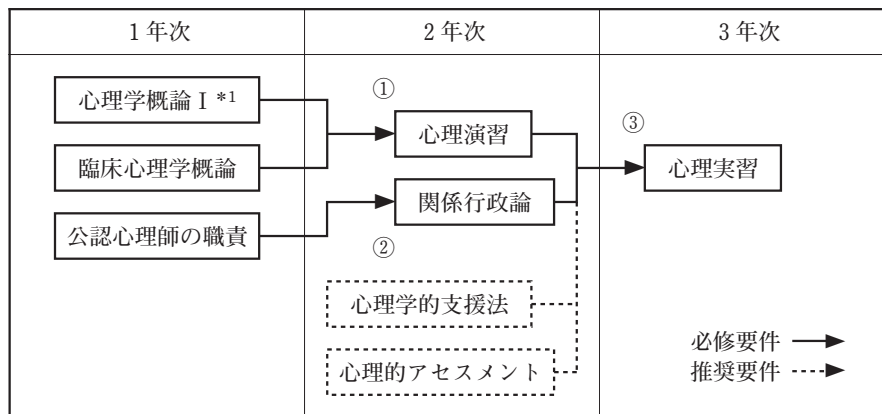 1年次
2年次
3年次
心理学概論Ⅰ*1
臨床心理学概論
公認心理師の職責
①
心理演習
関係行政論
②
心理学的支援法
心理的アセスメント
③
心理実習
必修要件
推奨要件